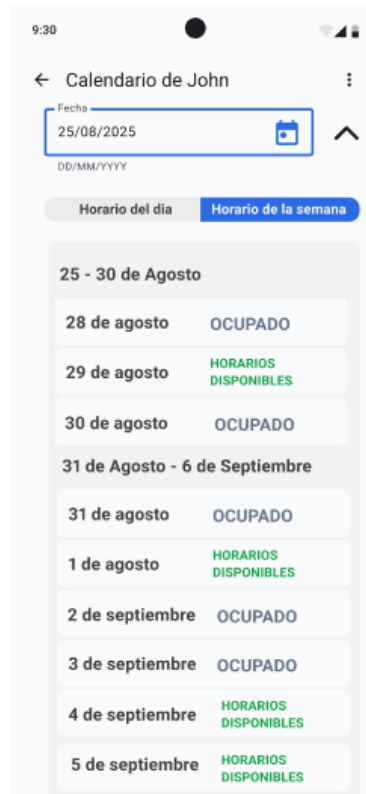 9:30
Calendario de John
Fecha
25/08/2025
DD/MM/YYYY
Horario del dia
Horario de la semana
25 - 30 de Agosto
28 de agosto
OCUPADO
29 de agosto
HORARIOS
DISPONIBLES
30 de agosto
OCUPADO
31 de Agosto - 6 de Septiembre
31 de agosto
OCUPADO
1 de agosto
HORARIOS
DISPONIBLES
2 de septiembre
OCUPADO
3 de septiembre
OCUPADO
4 de septiembre
HORARIOS
DISPONIBLES
5 de septiembre
HORARIOS
DISPONIBLES